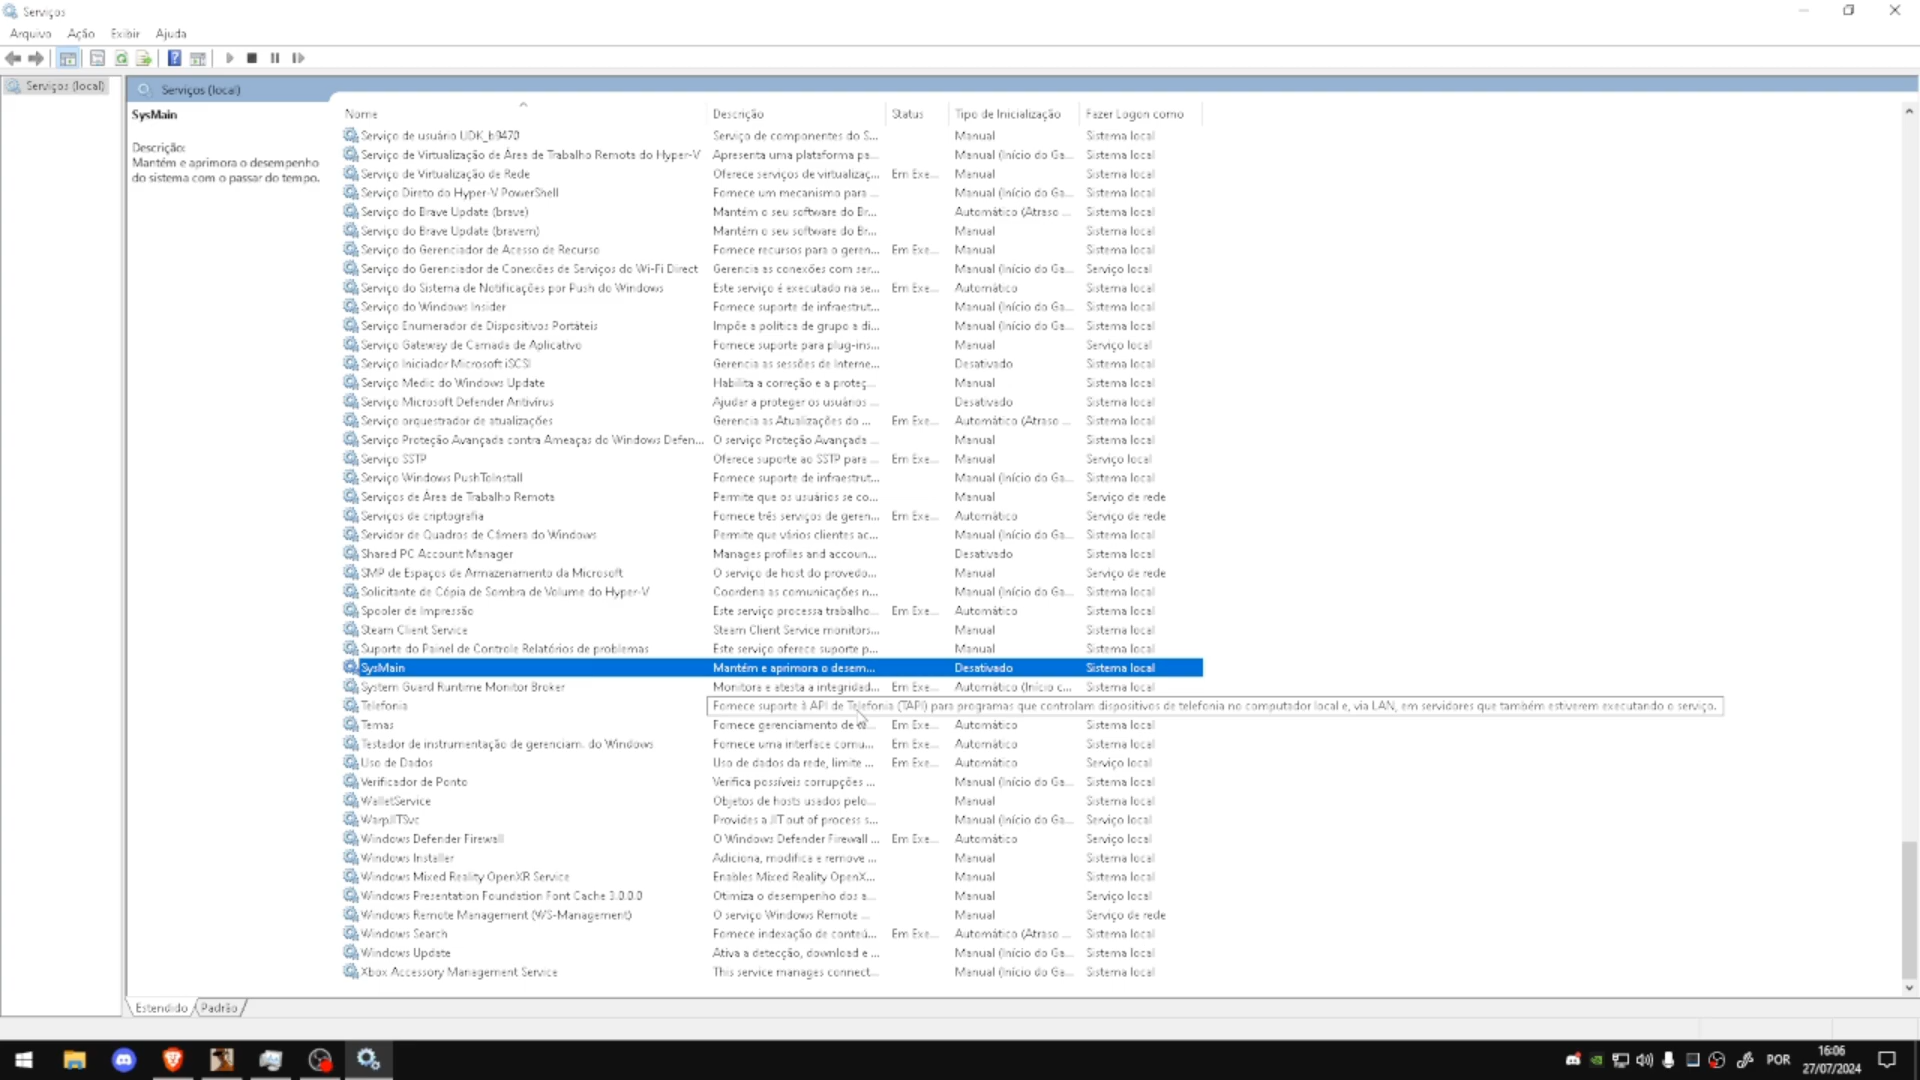 Serviços
Arquivo Ação Exibir Ajuda
Serviços (local)
Serviços (local)
SysMain
Descrição:
Mantém e aprimora o desempenho
do sistema com o passar do tempo.
Nome Descrição Status Tipo de Inicialização Fazer Logon como
Serviço de usuário UDK_b9470 Serviço de componentes do S... Manual Sistema local
Serviço de Virtualização de Área de Trabalho Remota do Hyper-V Apresenta uma plataforma pa... Manual (Início do Ga... Sistema local
Serviço de Virtualização de Rede Oferece serviços de virtualizaç... Em Exe... Manual Sistema local
Serviço Direto do Hyper-V PowerShell Fornece um mecanismo para ... Manual (Início do Ga... Sistema local
Serviço do Brave Update (brave) Mantém o seu software do Br... Automático (Atraso ... Sistema local
Serviço do Brave Update (bravem) Mantém o seu software do Br... Manual Sistema local
Serviço do Gerenciador de Acesso de Recurso Fornece recursos para o geren... Em Exe... Manual Sistema local
Serviço do Gerenciador de Conexões de Serviços do Wi-Fi Direct Gerencia as conexões com ser... Manual (Início do Ga... Serviço local
Serviço do Sistema de Notificações por Push do Windows Este serviço é executado na se... Em Exe... Automático Sistema local
Serviço do Windows Insider Fornece suporte de infraestrut... Manual (Início do Ga... Sistema local
Serviço Enumerador de Dispositivos Portáteis Impõe a política de grupo a di... Manual (Início do Ga... Sistema local
Serviço Gateway de Camada de Aplicativo Fornece suporte para plug-ins... Manual Serviço local
Serviço Iniciador Microsoft iSCSI Gerencia as sessões de Interne... Desativado Sistema local
Serviço Medic do Windows Update Habilita a correção e a proteç... Manual Sistema local
Serviço Microsoft Defender Antivírus Ajudar a proteger os usuários ... Desativado Sistema local
Serviço orquestrador de atualizações Gerencia as Atualizações do ... Em Exe... Automático (Atraso ... Sistema local
Serviço Proteção Avançada contra Ameaças do Windows Defen... O serviço Proteção Avançada ... Manual Sistema local
Serviço SSTP Oferece suporte ao SSTP para ... Em Exe... Manual Serviço local
Serviço Windows PushToInstall Fornece suporte de infraestrut... Manual (Início do Ga... Sistema local
Serviços de Área de Trabalho Remota Permite que os usuários se co... Manual Serviço de rede
Serviços de criptografia Fornece três serviços de geren... Em Exe... Automático Serviço de rede
Servidor de Quadros de Câmera do Windows Permite que vários clientes ac... Manual (Início do Ga... Sistema local
Shared PC Account Manager Manages profiles and accoun... Desativado Sistema local
SMP de Espaços de Armazenamento da Microsoft O serviço de host do provedo... Manual Serviço de rede
Solicitante de Cópia de Sombra de Volume do Hyper-V Coordena as comunicações n... Manual (Início do Ga... Sistema local
Spooler de Impressão Este serviço processa trabalho... Em Exe... Automático Sistema local
Steam Client Service Steam Client Service monitors... Manual Sistema local
Suporte do Painel de Controle Relatórios de problemas Este serviço oferece suporte p... Manual Sistema local
SysMain Mantém e aprimora o desem... Desativado Sistema local
System Guard Runtime Monitor Broker Monitora e atesta a integridad... Em Exe... Automático (Início c... Sistema local
Telefonia Fornece suporte à API de Telefonia (TAPI) para programas que controlam dispositivos de telefonia no computador local e, via LAN, em servidores que também estiverem executando o serviço.
Temas Fornece gerenciamento de e... Em Exe... Automático Sistema local
Testador de instrumentação de gerenciam. do Windows Fornece uma interface comu... Em Exe... Automático Sistema local
Uso de Dados Uso de dados da rede, limite ... Em Exe... Automático Serviço local
Verificador de Ponto Verifica possíveis corrupções ... Manual (Início do Ga... Sistema local
WalletService Objetos de hosts usados pelo... Manual Sistema local
WarpJITSvc Provides a JIT out of process s... Manual (Início do Ga... Serviço local
Windows Defender Firewall O Windows Defender Firewall ... Em Exe... Automático Serviço local
Windows Installer Adiciona, modifica e remove ... Manual Sistema local
Windows Mixed Reality OpenXR Service Enables Mixed Reality OpenX... Manual Sistema local
Windows Presentation Foundation Font Cache 3.0.0.0 Otimiza o desempenho dos a... Manual Serviço local
Windows Remote Management (WS-Management) O serviço Windows Remote ... Manual Serviço de rede
Windows Search Fornece indexação de conteú... Em Exe... Automático (Atraso ... Sistema local
Windows Update Ativa a detecção, download e ... Manual (Início do Ga... Sistema local
Xbox Accessory Management Service This service manages connect... Manual (Início do Ga... Sistema local
Estendido Padrão
POR
16:06
27/07/2024